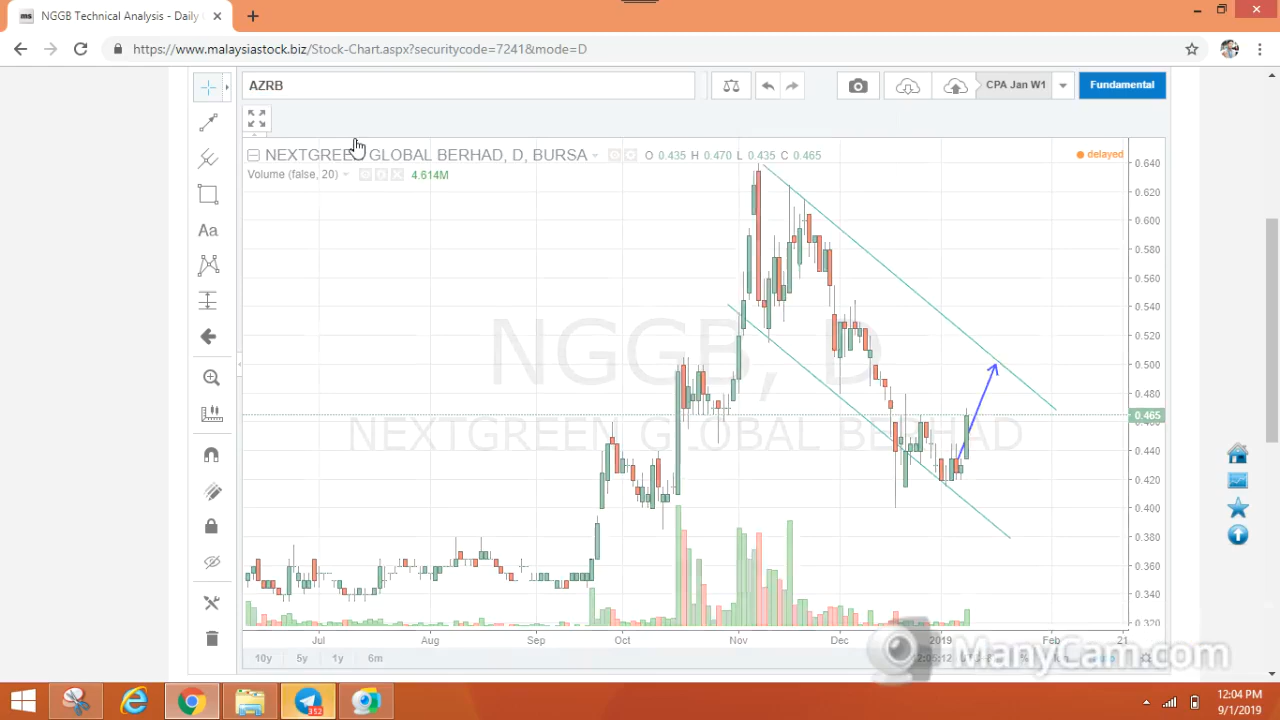 NGGB Technical Analysis - Daily
https://www.malaysiastock.biz/Stock-Chart.aspx?securitycode=7241&mode=D
AZRB
CPA Jan W1
Fundamental
NEXTGREEN GLOBAL BERHAD, D, BURSA
O 0.435 H 0.470 L 0.435 C 0.465
delayed
Volume (false, 20)
4.614M
0.640
0.620
0.600
0.580
0.560
0.540
0.520
0.500
0.480
0.465
0.440
0.420
0.400
0.380
0.360
0.340
0.320
NGGB, D
NEXTGREEN GLOBAL BERHAD
Jul
Aug
Sep
Oct
Nov
Dec
2019
Feb
21
10y
5y
1y
6m
ManyCam.com
352
12:04 PM
9/1/2019